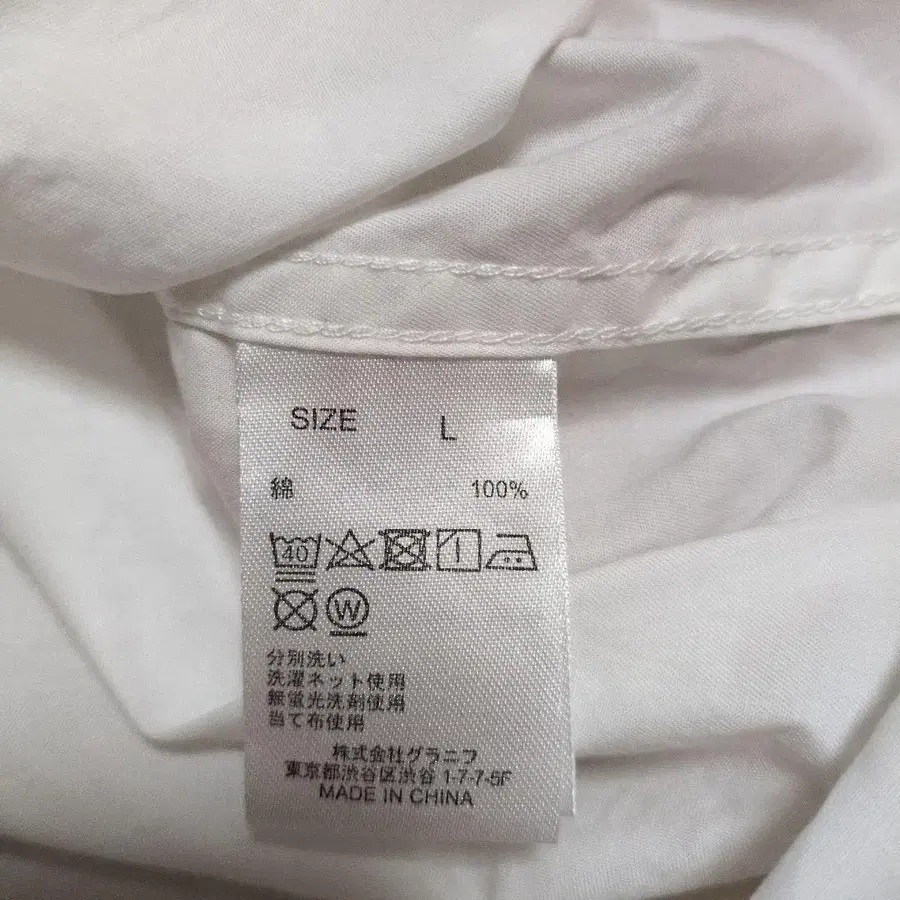 SIZE L
綿 100%
40
W
分別洗い
洗濯ネット使用
無蛍光洗剤使用
当て布使用
株式会社グラニフ
東京都渋谷区渋谷 1-7-7-5F
MADE IN CHINA